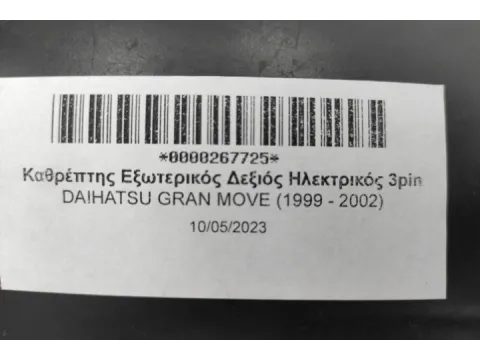 *0000267725*
Καθρέπτης Εξωτερικός Δεξιός Ηλεκτρικός 3pin
DAIHATSU GRAN MOVE (1999 - 2002)
10/05/2023